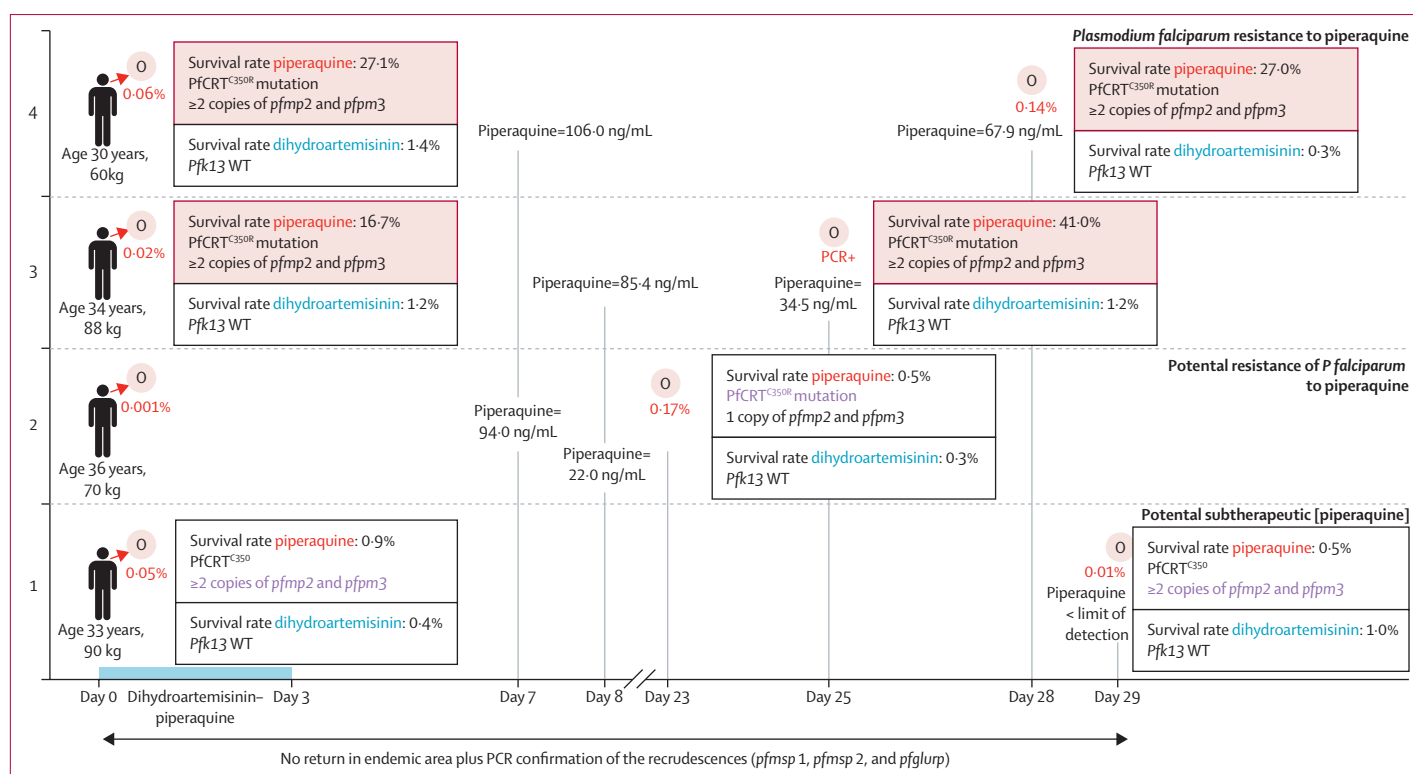 Plasmodium falciparum resistance to piperaquine
4
O
0·06%
Age 30 years,
60kg
Survival rate piperaquine: 27·1%
PfCRTC350R mutation
≥2 copies of pfmp2 and pfpm3
Survival rate dihydroartemisinin: 1·4%
Pfk13 WT
Piperaquine=106·0 ng/mL
O
0·14%
Piperaquine=67·9 ng/mL
Survival rate piperaquine: 27·0%
PfCRTC350R mutation
≥2 copies of pfmp2 and pfpm3
Survival rate dihydroartemisinin: 0·3%
Pfk13 WT
3
O
0·02%
Age 34 years,
88 kg
Survival rate piperaquine: 16·7%
PfCRTC350R mutation
≥2 copies of pfmp2 and pfpm3
Survival rate dihydroartemisinin: 1·2%
Pfk13 WT
Piperaquine=85·4 ng/mL
O
PCR+
Piperaquine=
34·5 ng/mL
Survival rate piperaquine: 41·0%
PfCRTC350R mutation
≥2 copies of pfmp2 and pfpm3
Survival rate dihydroartemisinin: 1·2%
Pfk13 WT
Potential resistance of P falciparum
to piperaquine
2
O
0·001%
Age 36 years,
70 kg
Piperaquine=
94·0 ng/mL
Piperaquine=
22·0 ng/mL
O
0·17%
Survival rate piperaquine: 0·5%
PfCRTC350R mutation
1 copy of pfmp2 and pfpm3
Survival rate dihydroartemisinin: 0·3%
Pfk13 WT
Potential subtherapeutic [piperaquine]
1
O
0·05%
Age 33 years,
90 kg
Survival rate piperaquine: 0·9%
PfCRTC350
≥2 copies of pfmp2 and pfpm3
Survival rate dihydroartemisinin: 0·4%
Pfk13 WT
O
0·01%
Piperaquine
< limit of
detection
Survival rate piperaquine: 0·5%
PfCRTC350
≥2 copies of pfmp2 and pfpm3
Survival rate dihydroartemisinin: 1·0%
Pfk13 WT
Day 0
Dihydroartemisinin–
piperaquine
Day 3
Day 7
Day 8
Day 23
Day 25
Day 28
Day 29
No return in endemic area plus PCR confirmation of the recrudescences (pfmsp 1, pfmsp 2, and pfglurp)